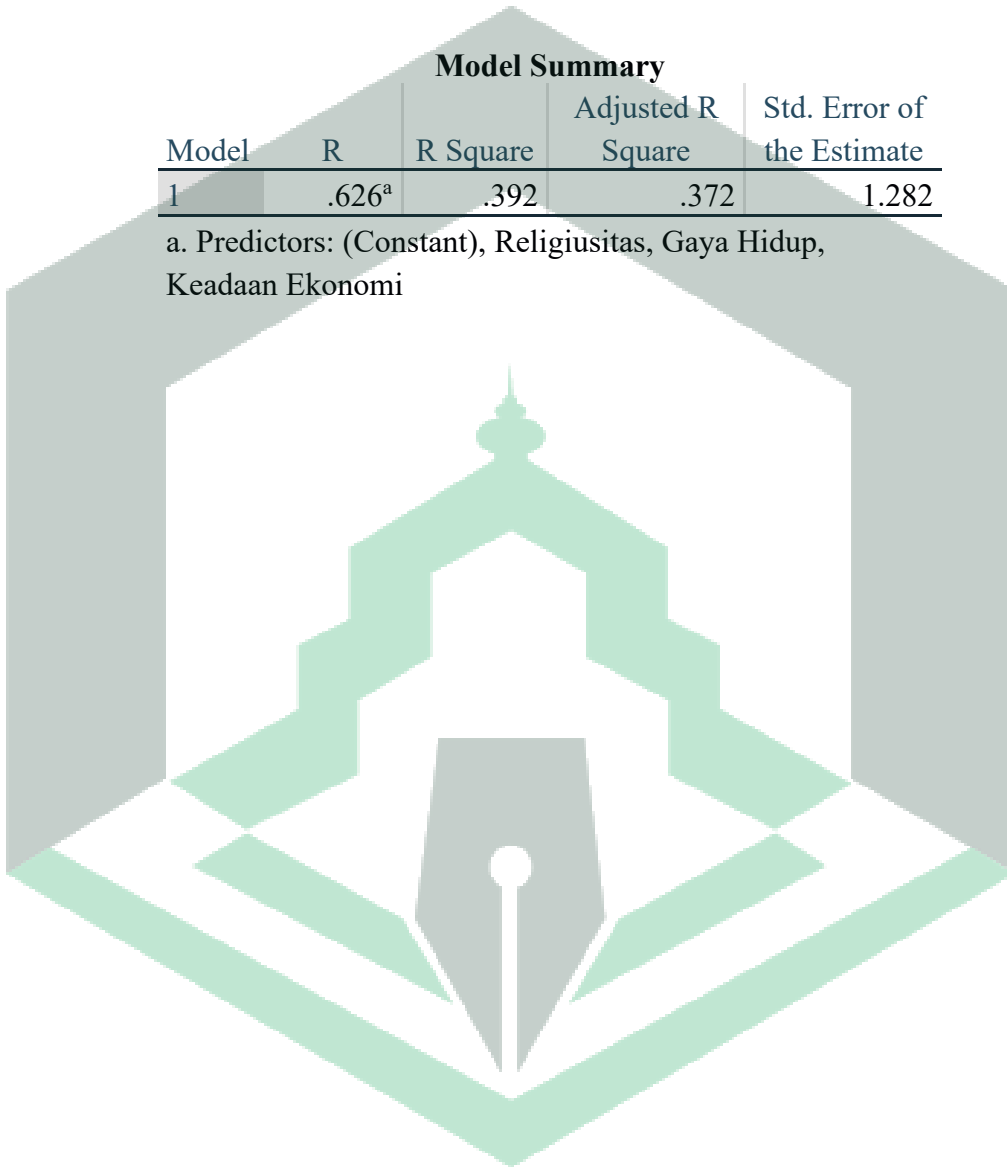 Model Summary
Model R R Square Adjusted R Square Std. Error of the Estimate
1 .626ᵃ .392 .372 1.282
a. Predictors: (Constant), Religiusitas, Gaya Hidup,
Keadaan Ekonomi